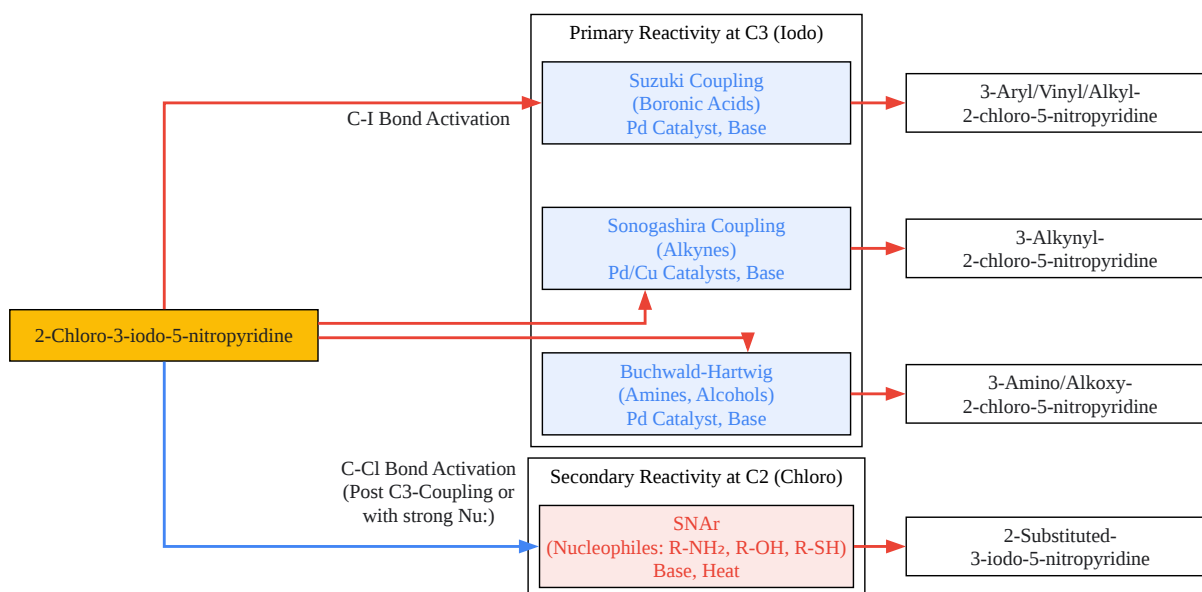 Primary Reactivity at C3 (Iodo)
Suzuki Coupling
(Boronic Acids)
Pd Catalyst, Base
3-Aryl/Vinyl/Alkyl-
2-chloro-5-nitropyridine
C-I Bond Activation
Sonogashira Coupling
(Alkynes)
Pd/Cu Catalysts, Base
3-Alkynyl-
2-chloro-5-nitropyridine
2-Chloro-3-iodo-5-nitropyridine
Buchwald-Hartwig
(Amines, Alcohols)
Pd Catalyst, Base
3-Amino/Alkoxy-
2-chloro-5-nitropyridine
C-Cl Bond Activation
(Post C3-Coupling or
with strong Nu:)
Secondary Reactivity at C2 (Chloro)
SNAr
(Nucleophiles: R-NH₂, R-OH, R-SH)
Base, Heat
2-Substituted-
3-iodo-5-nitropyridine